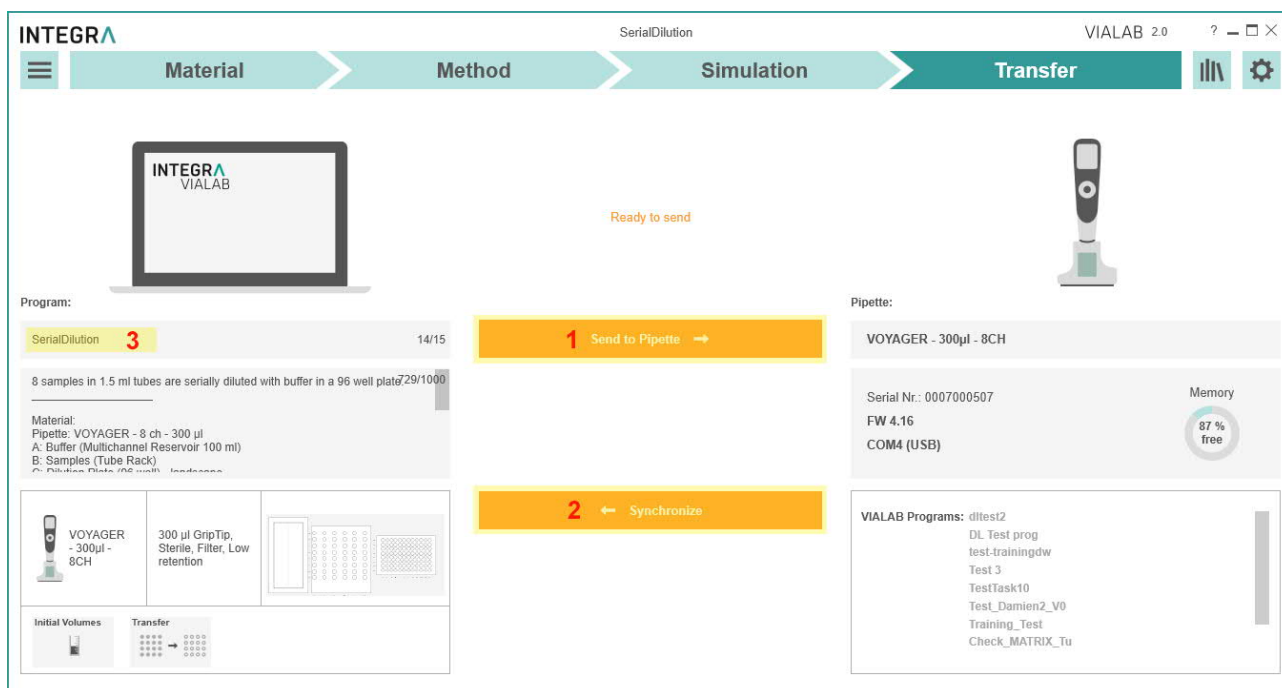 INTEGRA
SerialDilution
VIALAB 2.0
?
Material
Method
Simulation
Transfer
INTEGRA
VIALAB
Ready to send
Program:
Pipette:
SerialDilution 3 14/15
1 Send to Pipette →
VOYAGER - 300µl - 8CH
8 samples in 1.5 ml tubes are serially diluted with buffer in a 96 well plate. 729/1000
Material:
Pipette: VOYAGER - 8 ch - 300 µl
A: Buffer (Multichannel Reservoir 100 ml)
B: Samples (Tube Rack)
C: Dilution Plate (96 well) - landscape
Serial Nr.: 0007000507
FW 4.16
COM4 (USB)
Memory
87 %
free
2 ← Synchronize
VOYAGER
- 300µl -
8CH
300 µl GripTip,
Sterile, Filter, Low
retention
Initial Volumes
Transfer
VIALAB Programs: dltest2
DL Test prog
test-trainingdw
Test 3
TestTask10
Test_Damien2_V0
Training_Test
Check_MATRIX_Tu